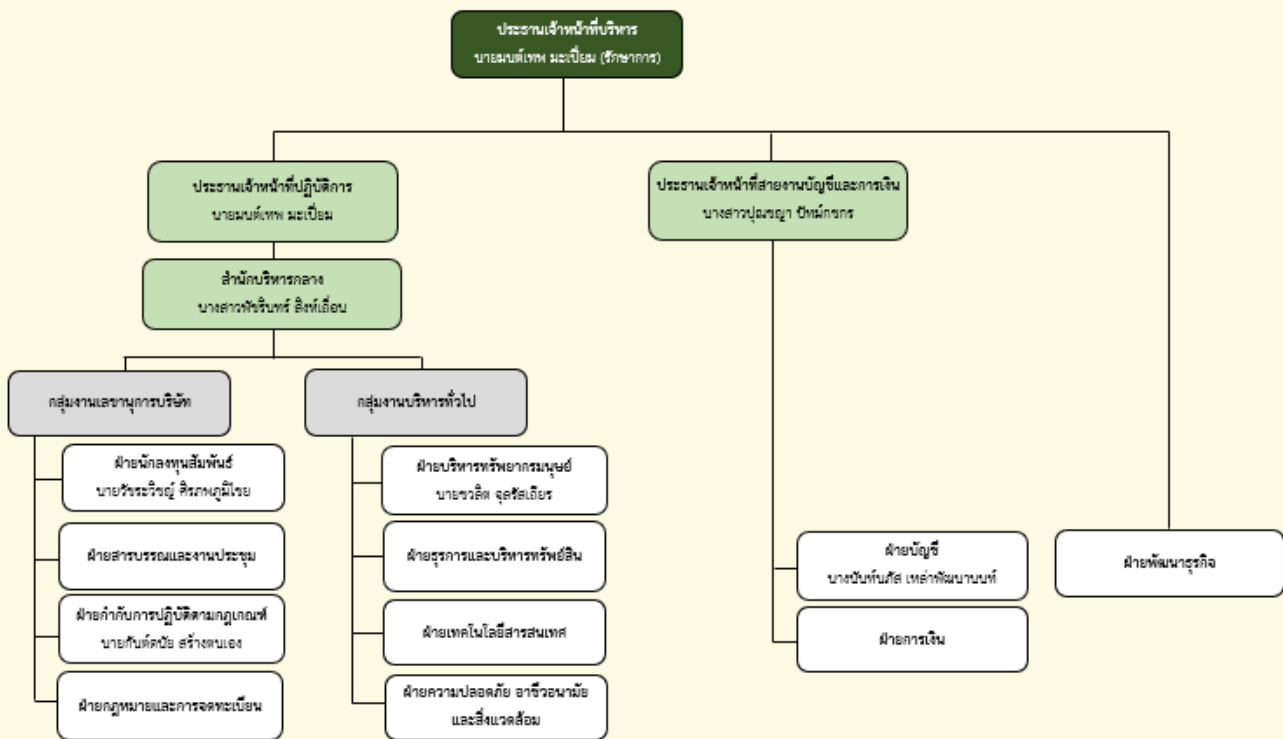 ประธานเจ้าหน้าที่บริหาร
นายมนต์เทพ มะเปี่ยม (รักษาการ)
ประธานเจ้าหน้าที่ปฏิบัติการ
นายมนต์เทพ มะเปี่ยม
ประธานเจ้าหน้าที่สายงานบัญชีและการเงิน
นางสาวปุณชญา ปัทม์กชกร
สำนักบริหารกลาง
นางสาวพัชรินทร์ สิงห์เถื่อน
กลุ่มงานเลขานุการบริษัท
กลุ่มงานบริหารทั่วไป
ฝ่ายนักลงทุนสัมพันธ์
นายวัชระวิชญ์ ศิรภพภูมิไชย
ฝ่ายสารบรรณและงานประชุม
ฝ่ายกำกับการปฏิบัติตามกฎเกณฑ์
นายกันต์ดนัย สร้างตนเอง
ฝ่ายกฎหมายและการจดทะเบียน
ฝ่ายบริหารทรัพยากรมนุษย์
นายชวลิต จุลรัสเถียร
ฝ่ายธุรการและบริหารทรัพย์สิน
ฝ่ายเทคโนโลยีสารสนเทศ
ฝ่ายความปลอดภัย อาชีวอนามัย
และสิ่งแวดล้อม
ฝ่ายบัญชี
นางนันท์นภัส เหล่าพัฒนานนท์
ฝ่ายการเงิน
ฝ่ายพัฒนาธุรกิจ